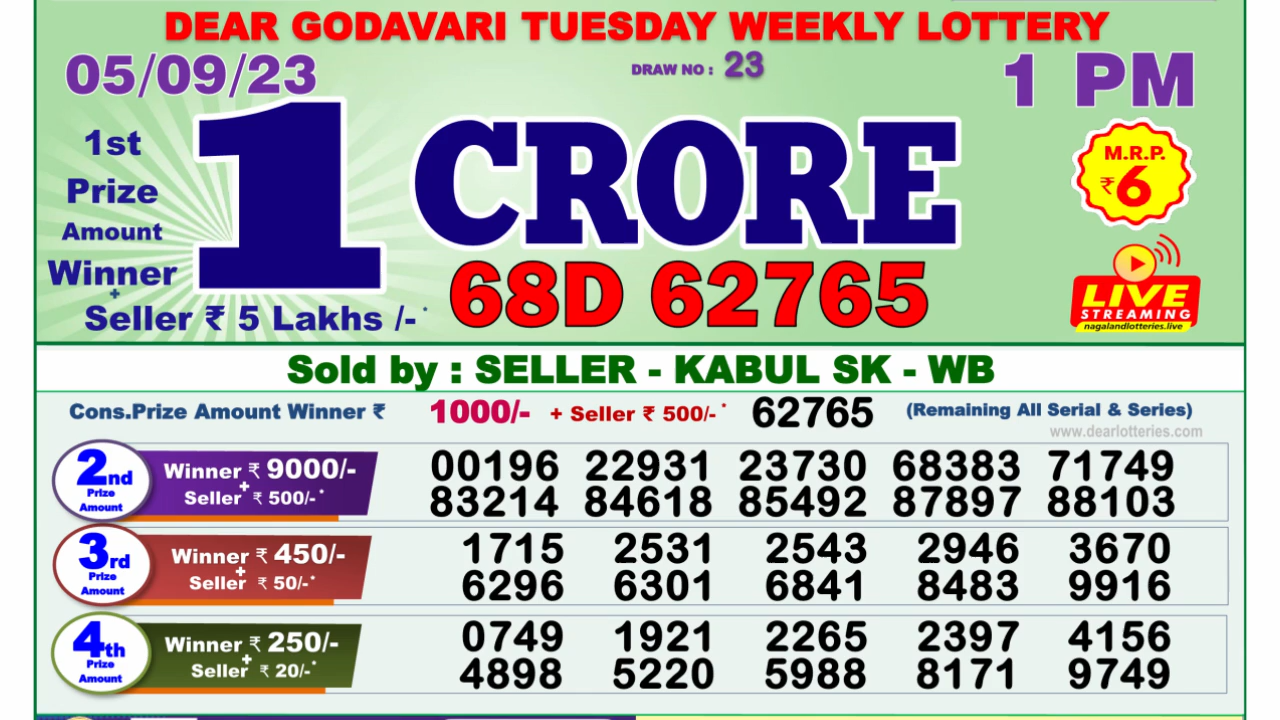 DEAR GODAVARI TUESDAY WEEKLY LOTTERY
05/09/23
DRAW NO : 23
1 PM
1st
Prize
Amount
Winner
+
Seller ₹ 5 Lakhs /-*
1 CRORE
68D 62765
M.R.P.
₹6
LIVE
STREAMING
nagalandlotteries.live
Sold by : SELLER - KABUL SK - WB
Cons.Prize Amount Winner ₹ 1000/- + Seller ₹ 500/-* 62765 (Remaining All Serial & Series)
www.dearlotteries.com
2nd
Prize
Amount
Winner ₹ 9000/-
+
Seller ₹ 500/-*
00196 22931 23730 68383 71749
83214 84618 85492 87897 88103
3rd
Prize
Amount
Winner ₹ 450/-
+
Seller ₹ 50/-*
1715 2531 2543 2946 3670
6296 6301 6841 8483 9916
4th
Prize
Amount
Winner ₹ 250/-
+
Seller ₹ 20/-*
0749 1921 2265 2397 4156
4898 5220 5988 8171 9749